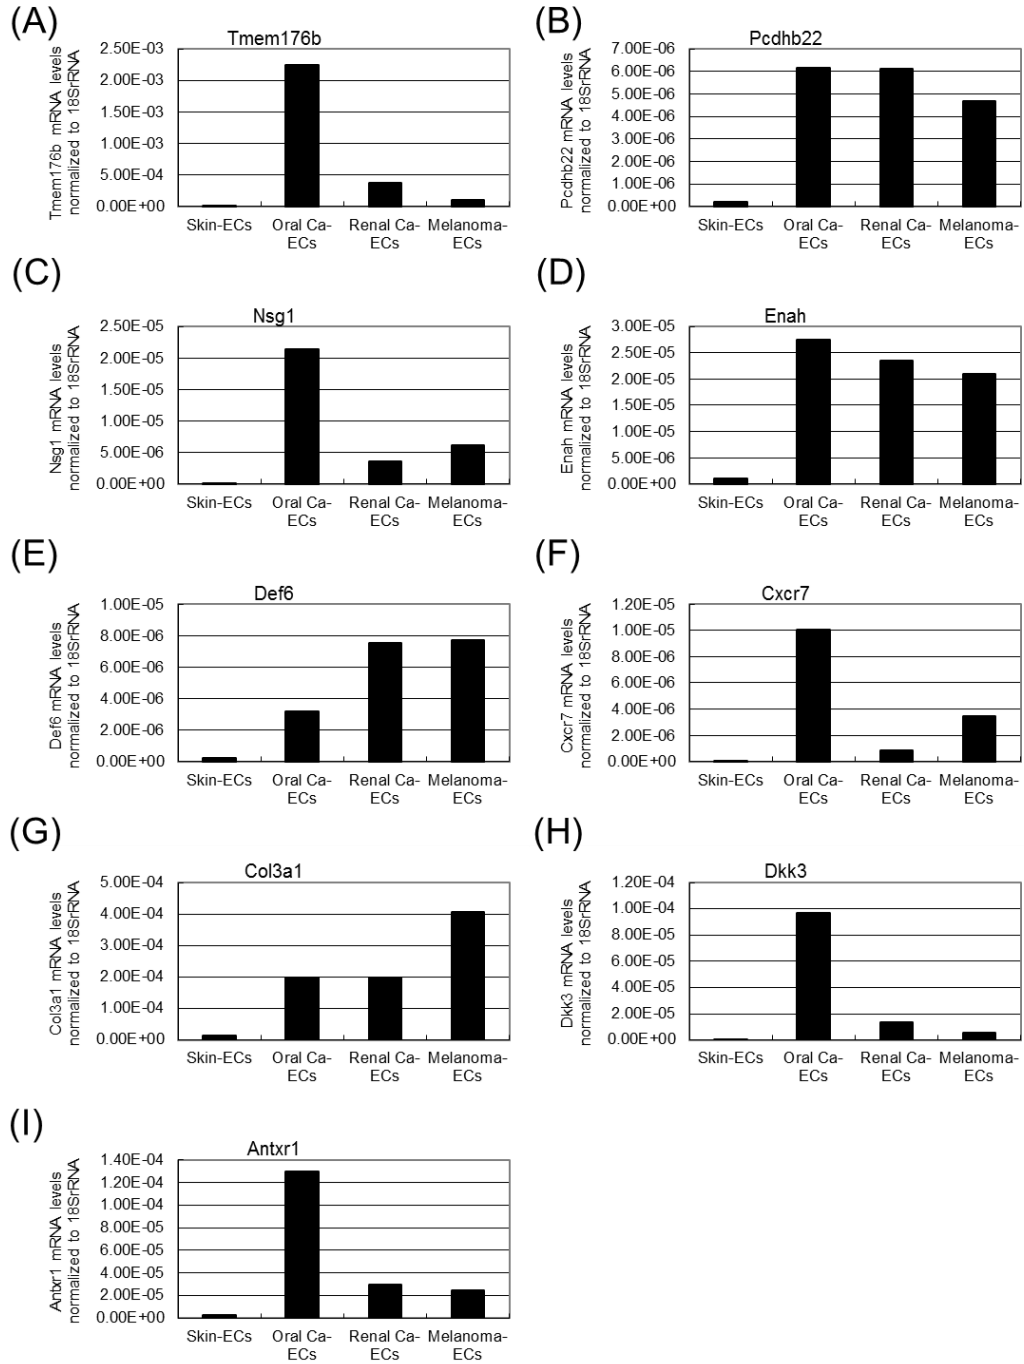 (A)
Tmem176b
Tmem176b mRNA levels
normalized to 18SrRNA
2.50E-03
2.00E-03
1.50E-03
1.00E-03
5.00E-04
0.00E+00
Skin-ECs
Oral Ca-
ECs
Renal Ca-
ECs
Melanoma-
ECs
(B)
Pcdhb22
Pcdhb22 mRNA levels
normalized to 18SrRNA
7.00E-06
6.00E-06
5.00E-06
4.00E-06
3.00E-06
2.00E-06
1.00E-06
0.00E+00
Skin-ECs
Oral Ca-
ECs
Renal Ca-
ECs
Melanoma-
ECs
(C)
Nsg1
Nsg1 mRNA levels
normalized to 18SrRNA
2.50E-05
2.00E-05
1.50E-05
1.00E-05
5.00E-06
0.00E+00
Skin-ECs
Oral Ca-
ECs
Renal Ca-
ECs
Melanoma-
ECs
(D)
Enah
Enah mRNA levels
normalized to 18SrRNA
3.00E-05
2.50E-05
2.00E-05
1.50E-05
1.00E-05
5.00E-06
0.00E+00
Skin-ECs
Oral Ca-
ECs
Renal Ca-
ECs
Melanoma-
ECs
(E)
Def6
Def6 mRNA levels
normalized to 18SrRNA
1.00E-05
8.00E-06
6.00E-06
4.00E-06
2.00E-06
0.00E+00
Skin-ECs
Oral Ca-
ECs
Renal Ca-
ECs
Melanoma-
ECs
(F)
Cxcr7
Cxcr7 mRNA levels
normalized to 18SrRNA
1.20E-05
1.00E-05
8.00E-06
6.00E-06
4.00E-06
2.00E-06
0.00E+00
Skin-ECs
Oral Ca-
ECs
Renal Ca-
ECs
Melanoma-
ECs
(G)
Col3a1
Col3a1 mRNA levels
normalized to 18SrRNA
5.00E-04
4.00E-04
3.00E-04
2.00E-04
1.00E-04
0.00E+00
Skin-ECs
Oral Ca-
ECs
Renal Ca-
ECs
Melanoma-
ECs
(H)
Dkk3
Dkk3 mRNA levels
normalized to 18SrRNA
1.20E-04
1.00E-04
8.00E-05
6.00E-05
4.00E-05
2.00E-05
0.00E+00
Skin-ECs
Oral Ca-
ECs
Renal Ca-
ECs
Melanoma-
ECs
(I)
Antxr1
Antxr1 mRNA levels
normalized to 18SrRNA
1.40E-04
1.20E-04
1.00E-04
8.00E-05
6.00E-05
4.00E-05
2.00E-05
0.00E+00
Skin-ECs
Oral Ca-
ECs
Renal Ca-
ECs
Melanoma-
ECs